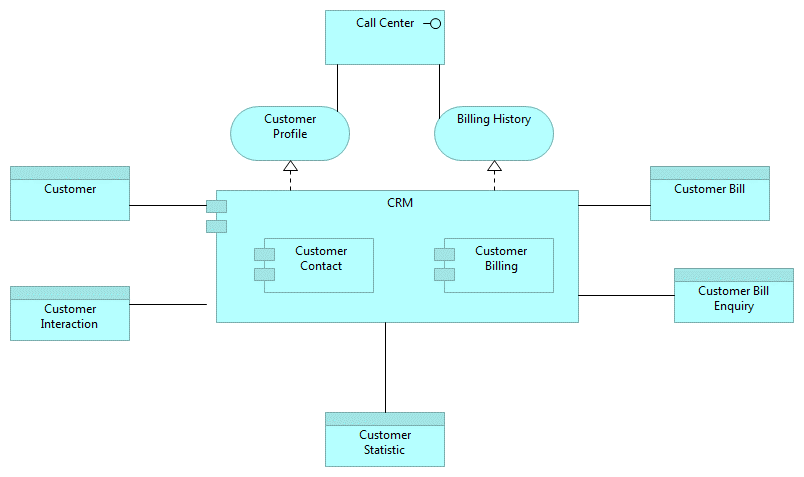 Call Center
Customer
Profile
Billing History
Customer
CRM
Customer Bill
Customer
Contact
Customer
Billing
Customer
Interaction
Customer Bill
Enquiry
Customer
Statistic